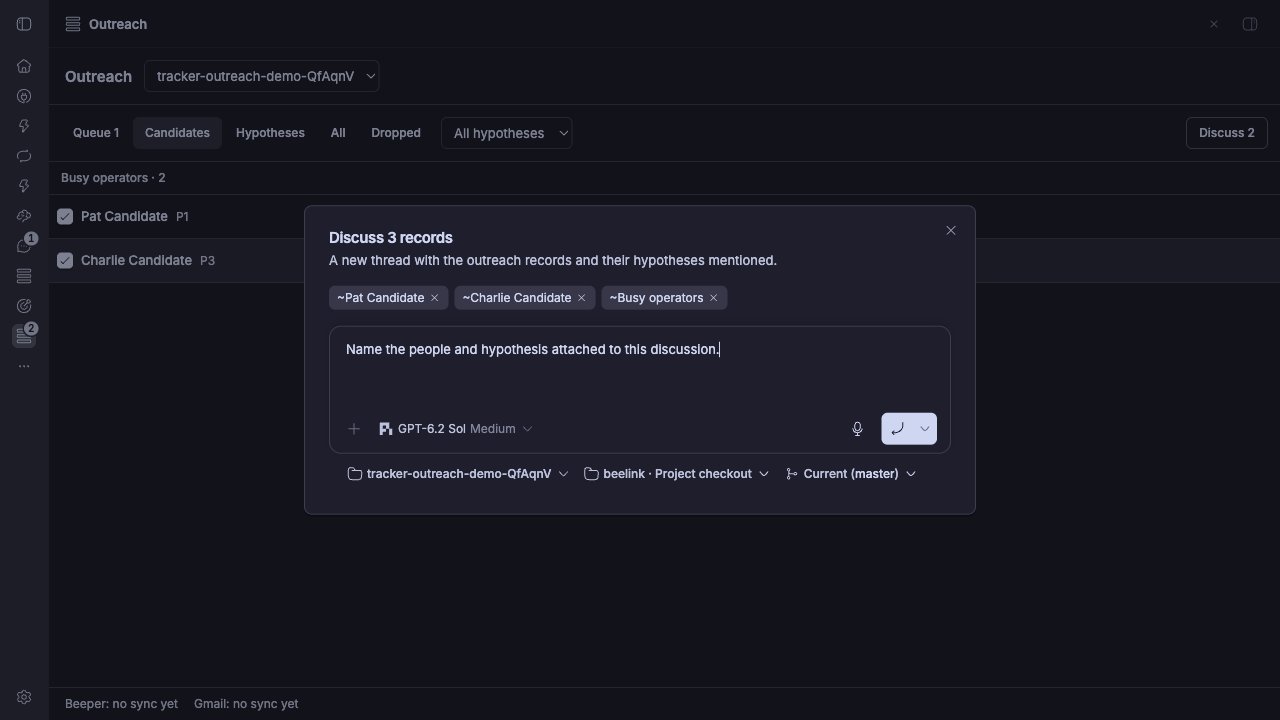 Outreach
Outreach tracker-outreach-demo-QfAqnV
Queue 1 Candidates Hypotheses All Dropped All hypotheses Discuss 2
Busy operators · 2
Pat Candidate P1
Charlie Candidate P3
1
2
Discuss 3 records
A new thread with the outreach records and their hypotheses mentioned.
~Pat Candidate × ~Charlie Candidate × ~Busy operators ×
Name the people and hypothesis attached to this discussion.
GPT-6.2 Sol Medium
tracker-outreach-demo-QfAqnV beelink · Project checkout Current (master)
Beeper: no sync yet Gmail: no sync yet